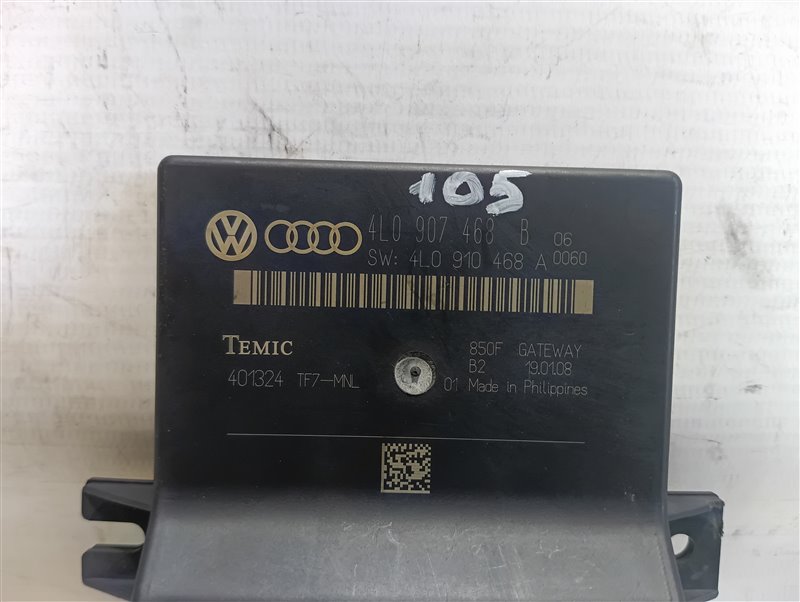 105
4L0 907 468 B 06
SW: 4L0 910 468 A 0060
TEMIC
850F GATEWAY
B2 19.01.08
401324 TF7-MNL 01 Made in Philippines